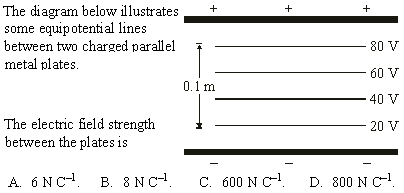 The diagram below illustrates
some equipotential lines
between two charged parallel
metal plates.
+ + +
80 V
60 V
0.1 m
40 V
20 V
The electric field strength
between the plates is
– – –
A. 6 N C⁻¹. B. 8 N C⁻¹. C. 600 N C⁻¹. D. 800 N C⁻¹.